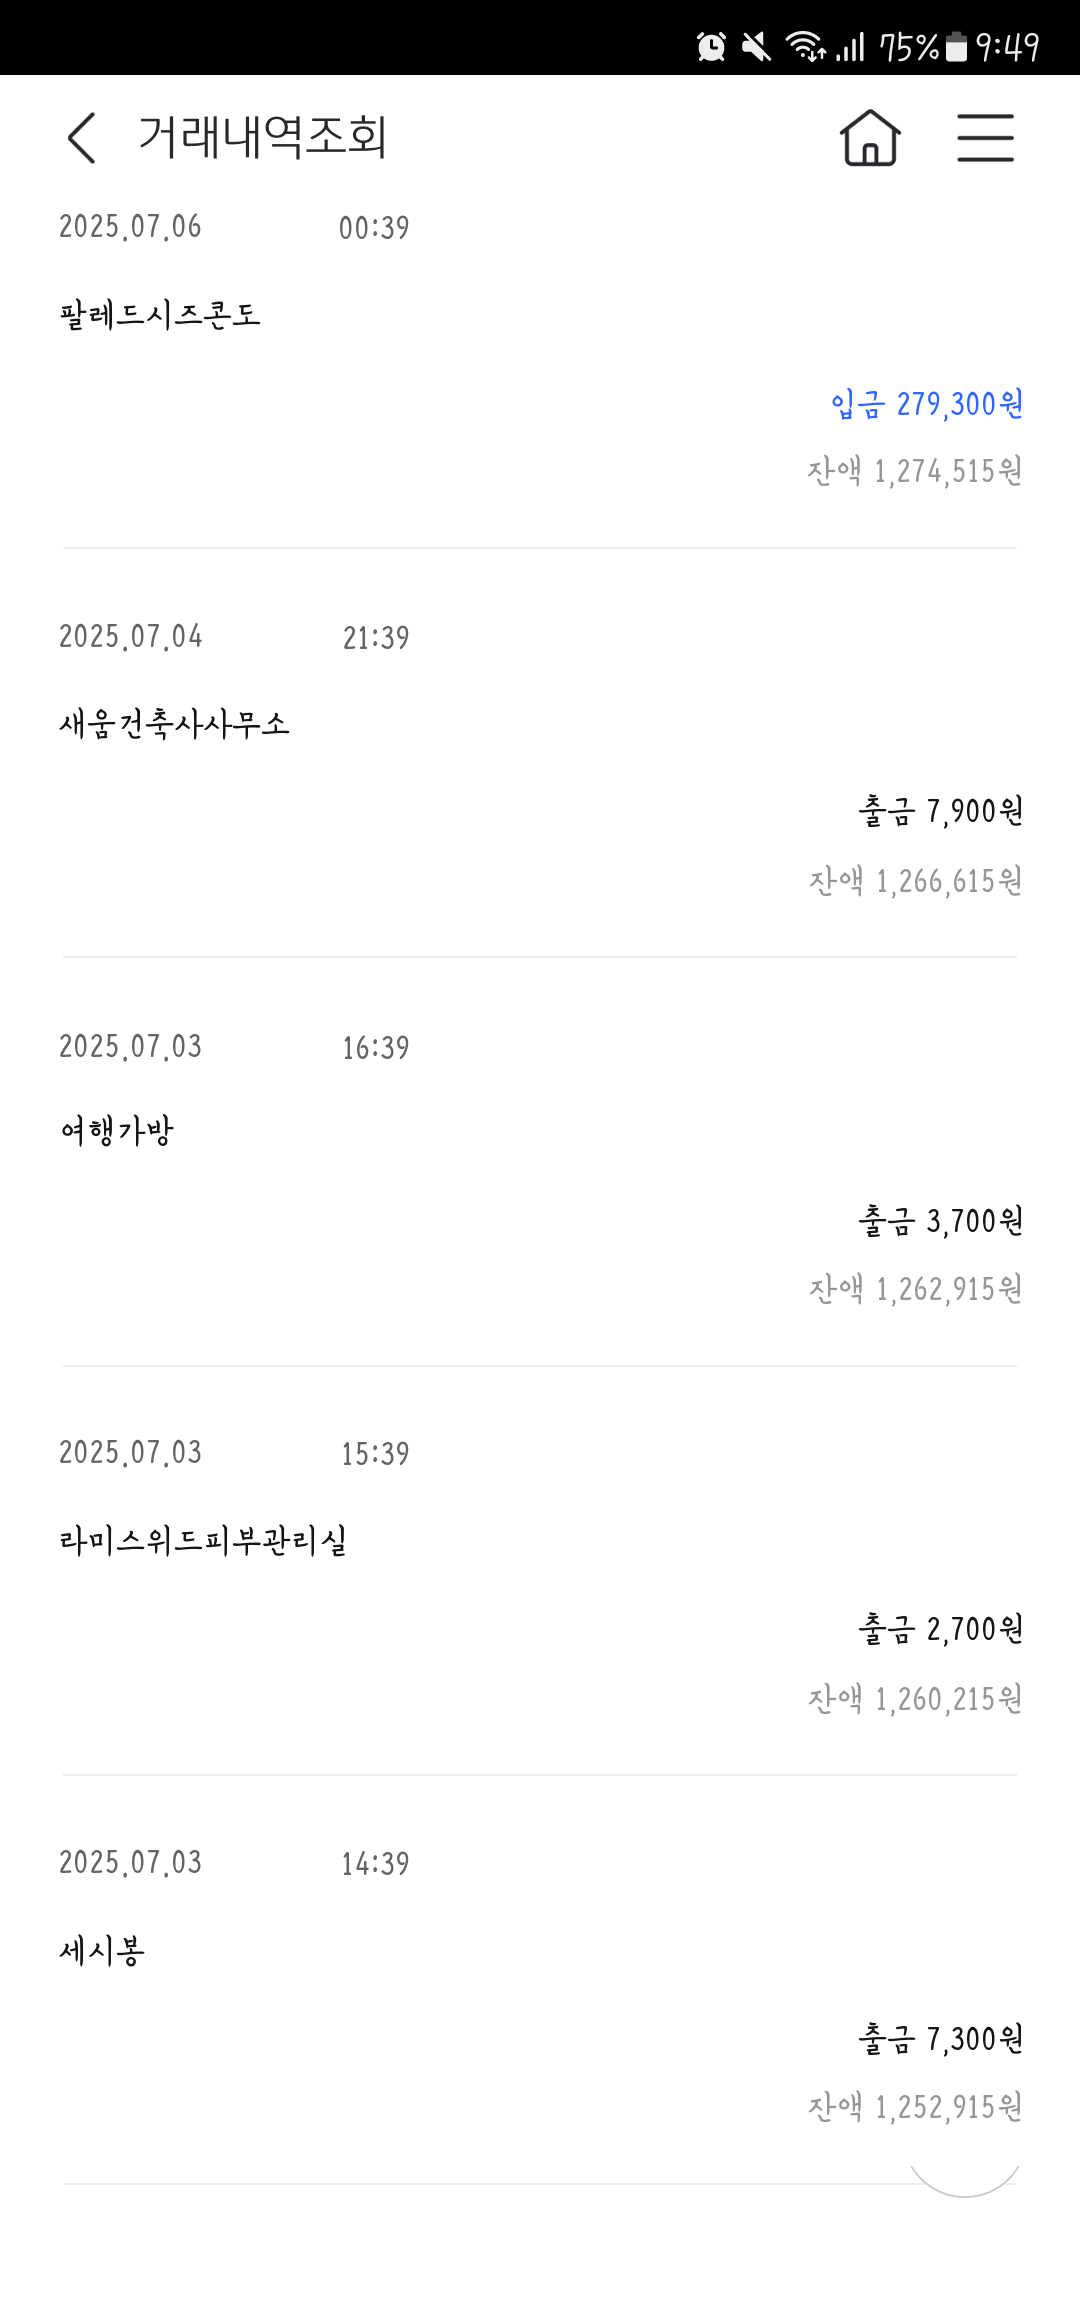 75% 9:49
거래내역조회
2025.07.06 00:39
팔레드시즈콘도
입금 279,300원
잔액 1,274,515원
2025.07.04 21:39
새움건축사사무소
출금 7,900원
잔액 1,266,615원
2025.07.03 16:39
여행가방
출금 3,700원
잔액 1,262,915원
2025.07.03 15:39
라미스위드피부관리실
출금 2,700원
잔액 1,260,215원
2025.07.03 14:39
세시봉
출금 7,300원
잔액 1,252,915원